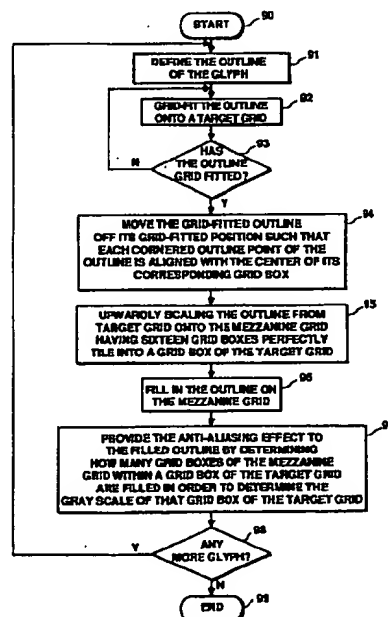 START
90
DEFINE THE OUTLINE
OF THE GLYPH
91
GRID-FIT THE OUTLINE
ONTO A TARGET GRID
92
HAS
THE OUTLINE
GRID FITTED?
93
N
Y
MOVE THE GRID-FITTED OUTLINE
OFF ITS GRID-FITTED POSITION SUCH THAT
EACH CORNERED OUTLINE POINT OF THE
OUTLINE IS ALIGNED WITH THE CENTER OF ITS
CORRESPONDING GRID BOX
94
UPWARDLY SCALING THE OUTLINE FROM
TARGET GRID ONTO THE MEZZANINE GRID
HAVING SIXTEEN GRID BOXES PERFECTLY
TILE INTO A GRID BOX OF THE TARGET GRID
FILL IN THE OUTLINE ON
THE MEZZANINE GRID
96
PROVIDE THE ANTI-ALIASING EFFECT TO
THE FILLED OUTLINE BY DETERMINING
HOW MANY GRID BOXES OF THE MEZZANINE
GRID WITHIN A GRID BOX OF THE TARGET GRID
ARE FILLED IN ORDER TO DETERMINE THE
GRAY SCALE OF THAT GRID BOX OF THE TARGET GRID
9
ANY
MORE GLYPH?
98
Y
N
END
99